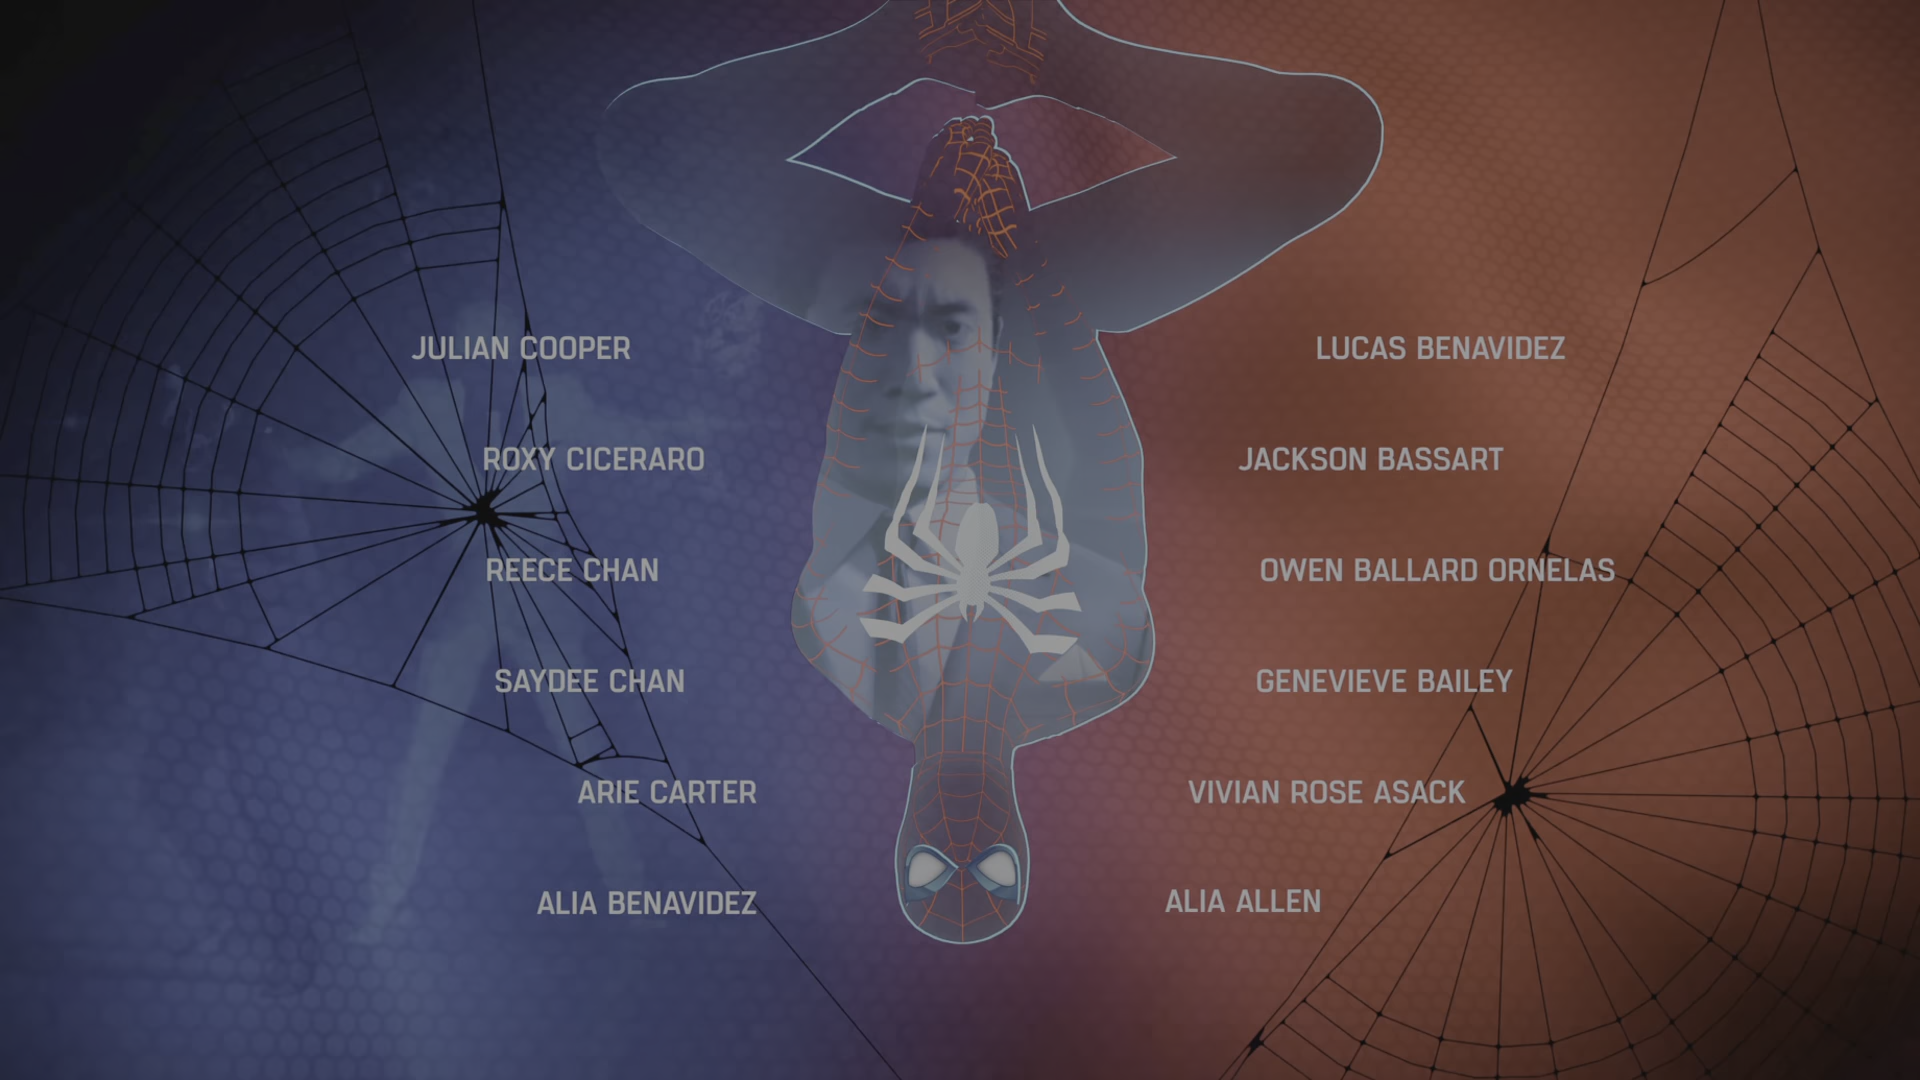 JULIAN COOPER
LUCAS BENAVIDEZ
ROXY CICERARO
JACKSON BASSART
REECE CHAN
OWEN BALLARD ORNELAS
SAYDEE CHAN
GENEVIEVE BAILEY
ARIE CARTER
VIVIAN ROSE ASACK
ALIA BENAVIDEZ
ALIA ALLEN